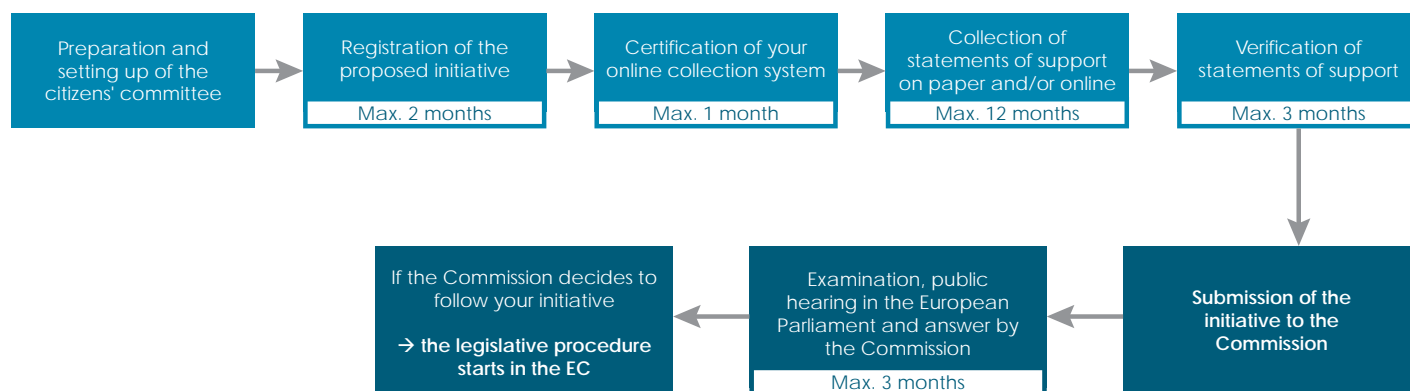 Preparation and
setting up of the
citizens' committee
Registration of the
proposed initiative
Max. 2 months
Certification of your
online collection system
Max. 1 month
Collection of
statements of support
on paper and/or online
Max. 12 months
Verification of
statements of support
Max. 3 months
Submission of the
initiative to the
Commission
Examination, public
hearing in the European
Parliament and answer by
the Commission
Max. 3 months
If the Commission decides to
follow your initiative
→ the legislative procedure
starts in the EC